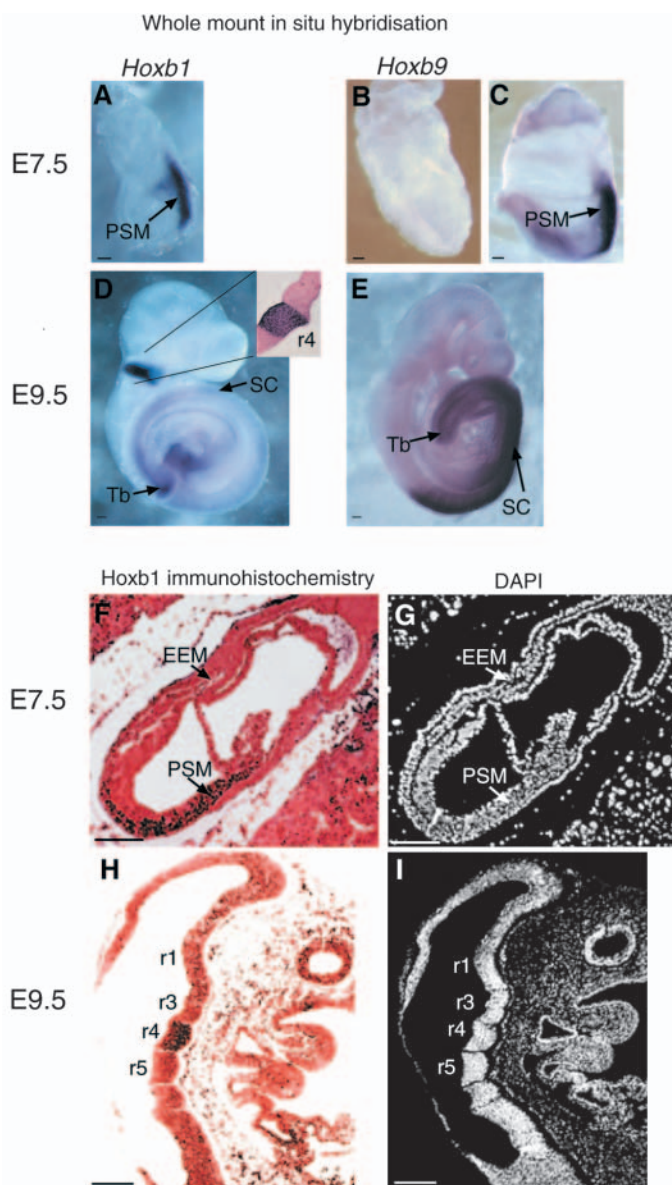 Whole mount in situ hybridisation
Hoxb1
Hoxb9
A
B
C
E7.5
PSM
PSM
D
r4
SC
E
E9.5
Tb
Tb
SC
Hoxb1 immunohistochemistry
DAPI
F
EEM
G
EEM
E7.5
PSM
PSM
H
I
r1
r1
E9.5
r3
r3
r4
r4
r5
r5